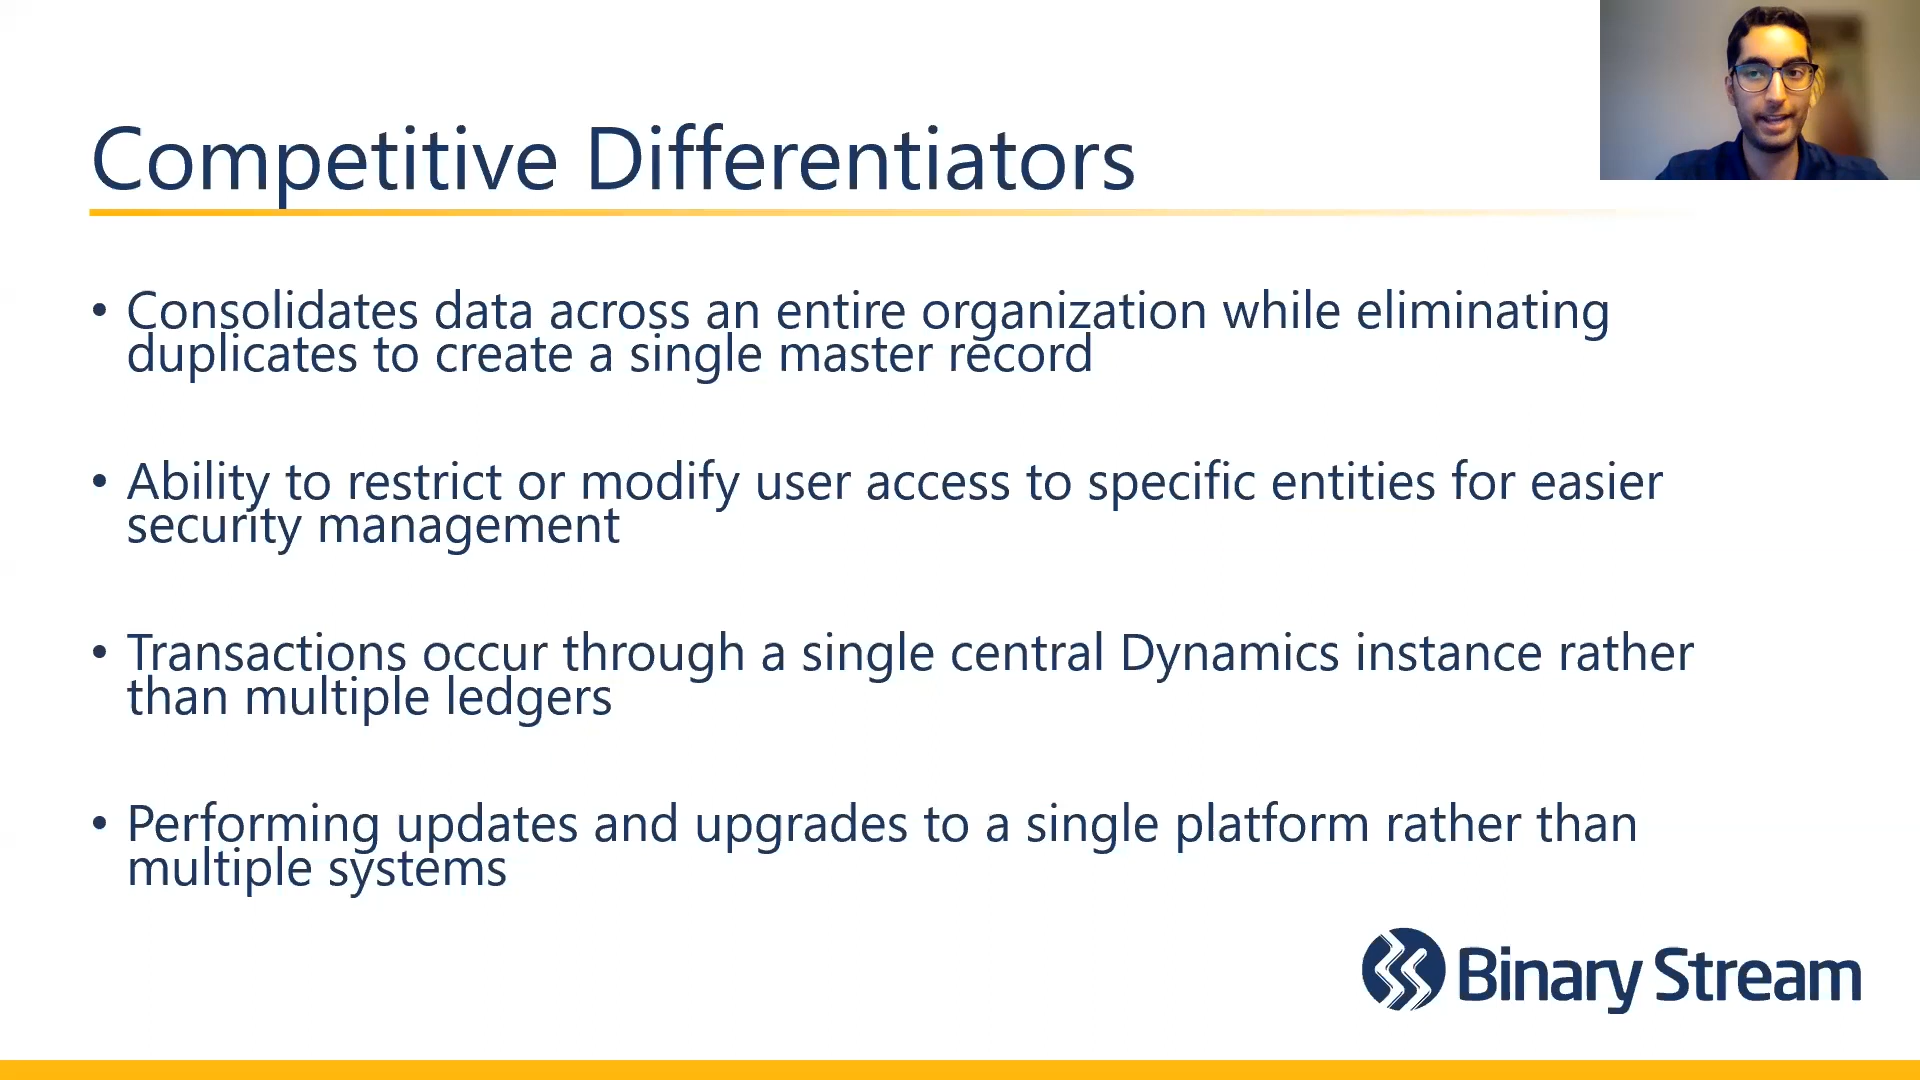 Competitive Differentiators
• Consolidates data across an entire organization while eliminating
duplicates to create a single master record
• Ability to restrict or modify user access to specific entities for easier
security management
• Transactions occur through a single central Dynamics instance rather
than multiple ledgers
• Performing updates and upgrades to a single platform rather than
multiple systems
Binary Stream